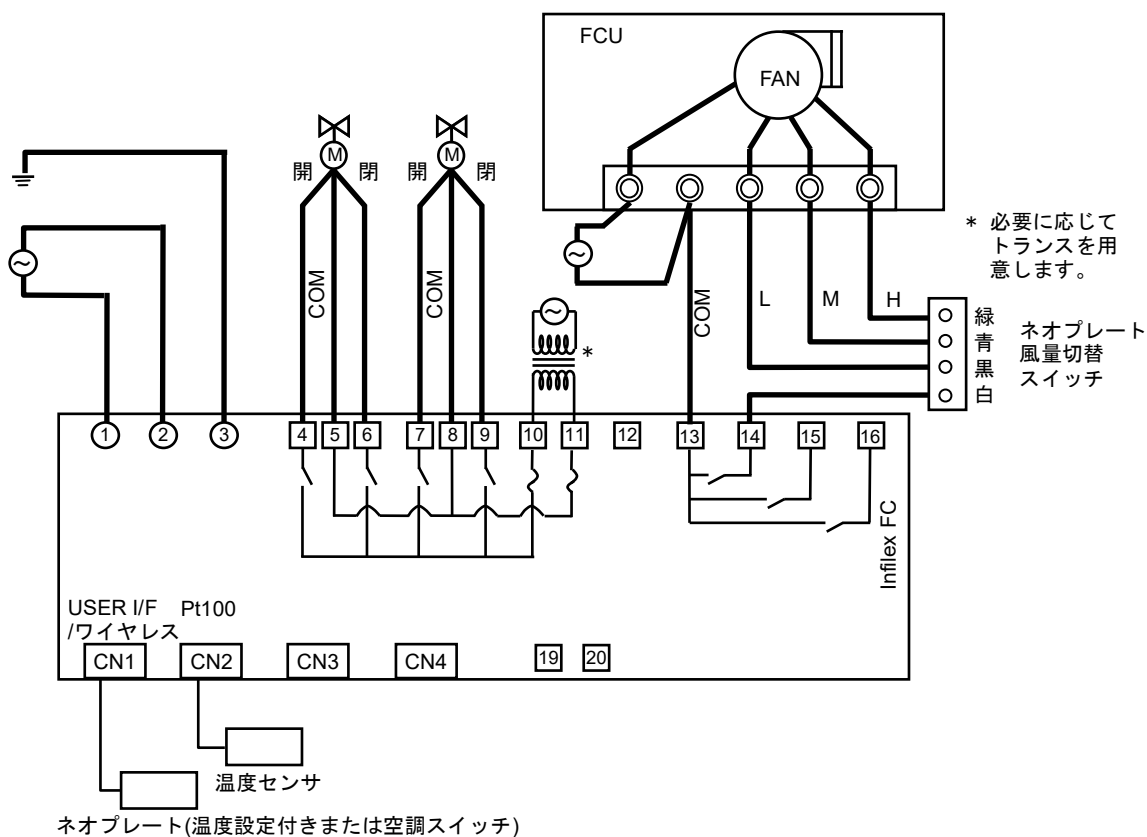 FCU
FAN
M
M
開
閉
開
閉
COM
COM
COM
L
M
H
*
* 必要に応じて
トランスを用
意します。
緑
青
黒
白
ネオプレート
風量切替
スイッチ
1
2
3
4
5
6
7
8
9
10
11
12
13
14
15
16
Infilex FC
USER I/F
/ワイヤレス
Pt100
CN1
CN2
CN3
CN4
19
20
温度センサ
ネオプレート(温度設定付きまたは空調スイッチ)